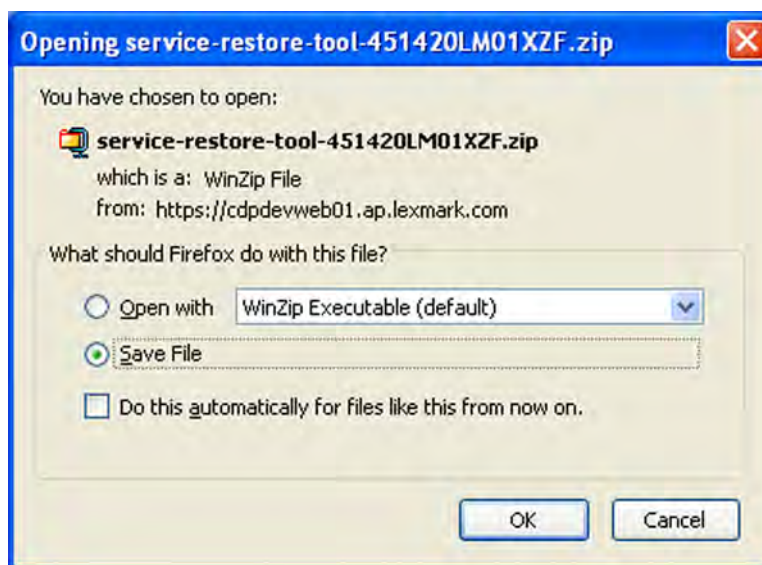 Opening service-restore-tool-451420LM01XZF.zip
You have chosen to open:
service-restore-tool-451420LM01XZF.zip
which is a: WinZip File
from: https://cdpdevweb01.ap.lexmark.com
What should Firefox do with this file?
Open with WinZip Executable (default)
Save File
Do this automatically for files like this from now on.
OK Cancel